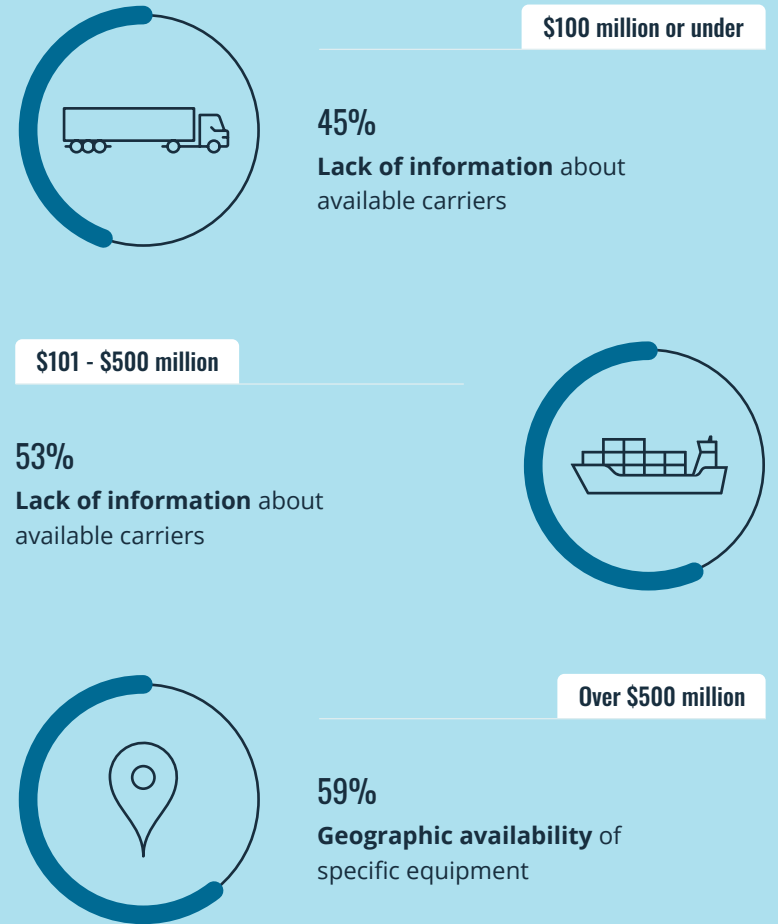 $100 million or under
45%
Lack of information about
available carriers
$101 - $500 million
53%
Lack of information about
available carriers
Over $500 million
59%
Geographic availability of
specific equipment